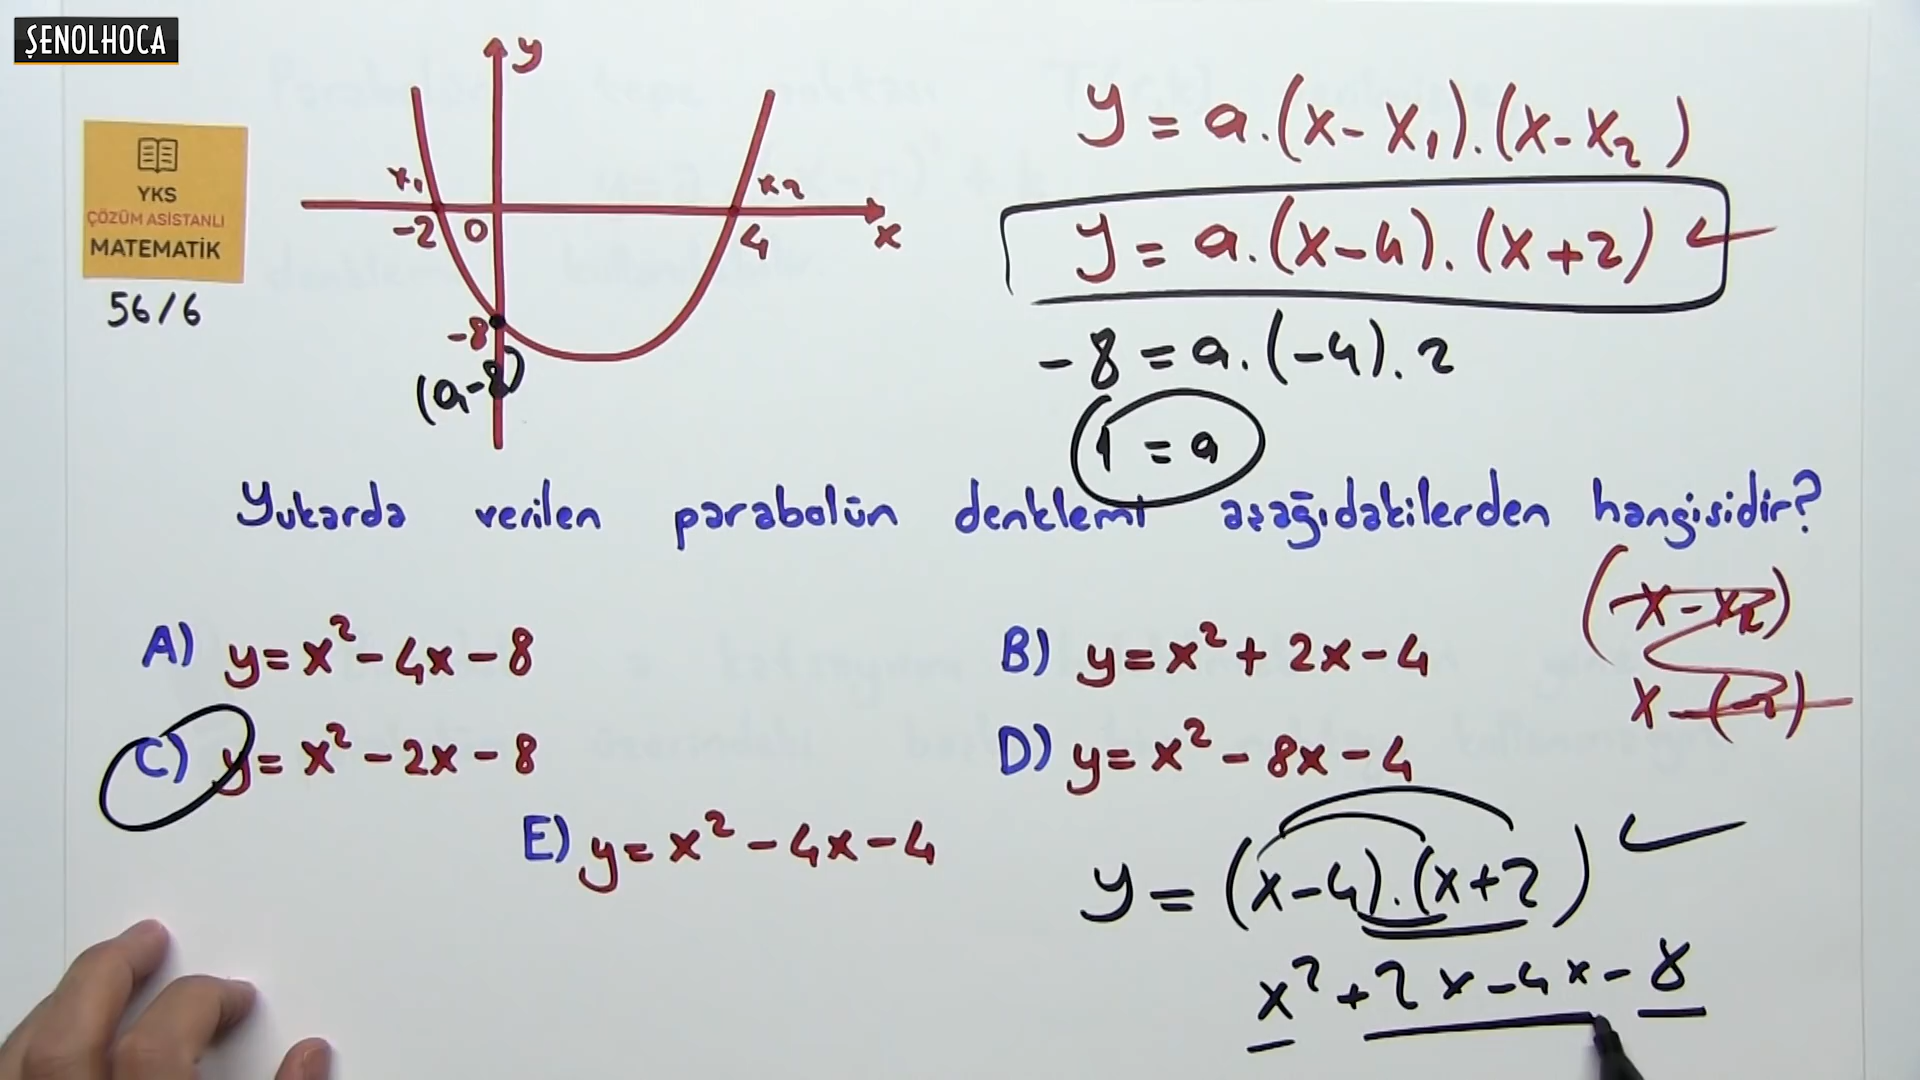 ŞENOLHOCA
YKS
ÇÖZÜM ASİSTANLI
MATEMATİK
56/6
y
x₁
x₂
-2
0
4
x
-8
(0,-8)
y = a.(x-x₁).(x-x₂)
y = a.(x-4).(x+2)
-8 = a.(-4).2
1 = a
Yukarda verilen parabolün denklemi aşağıdakilerden hangisidir?
(x-x₂)
x-(-2)
A) y = x² - 4x - 8
B) y = x² + 2x - 4
C) y = x² - 2x - 8
D) y = x² - 8x - 4
E) y = x² - 4x - 4
y = (x-4).(x+2)
x² + 2x - 4x - 8